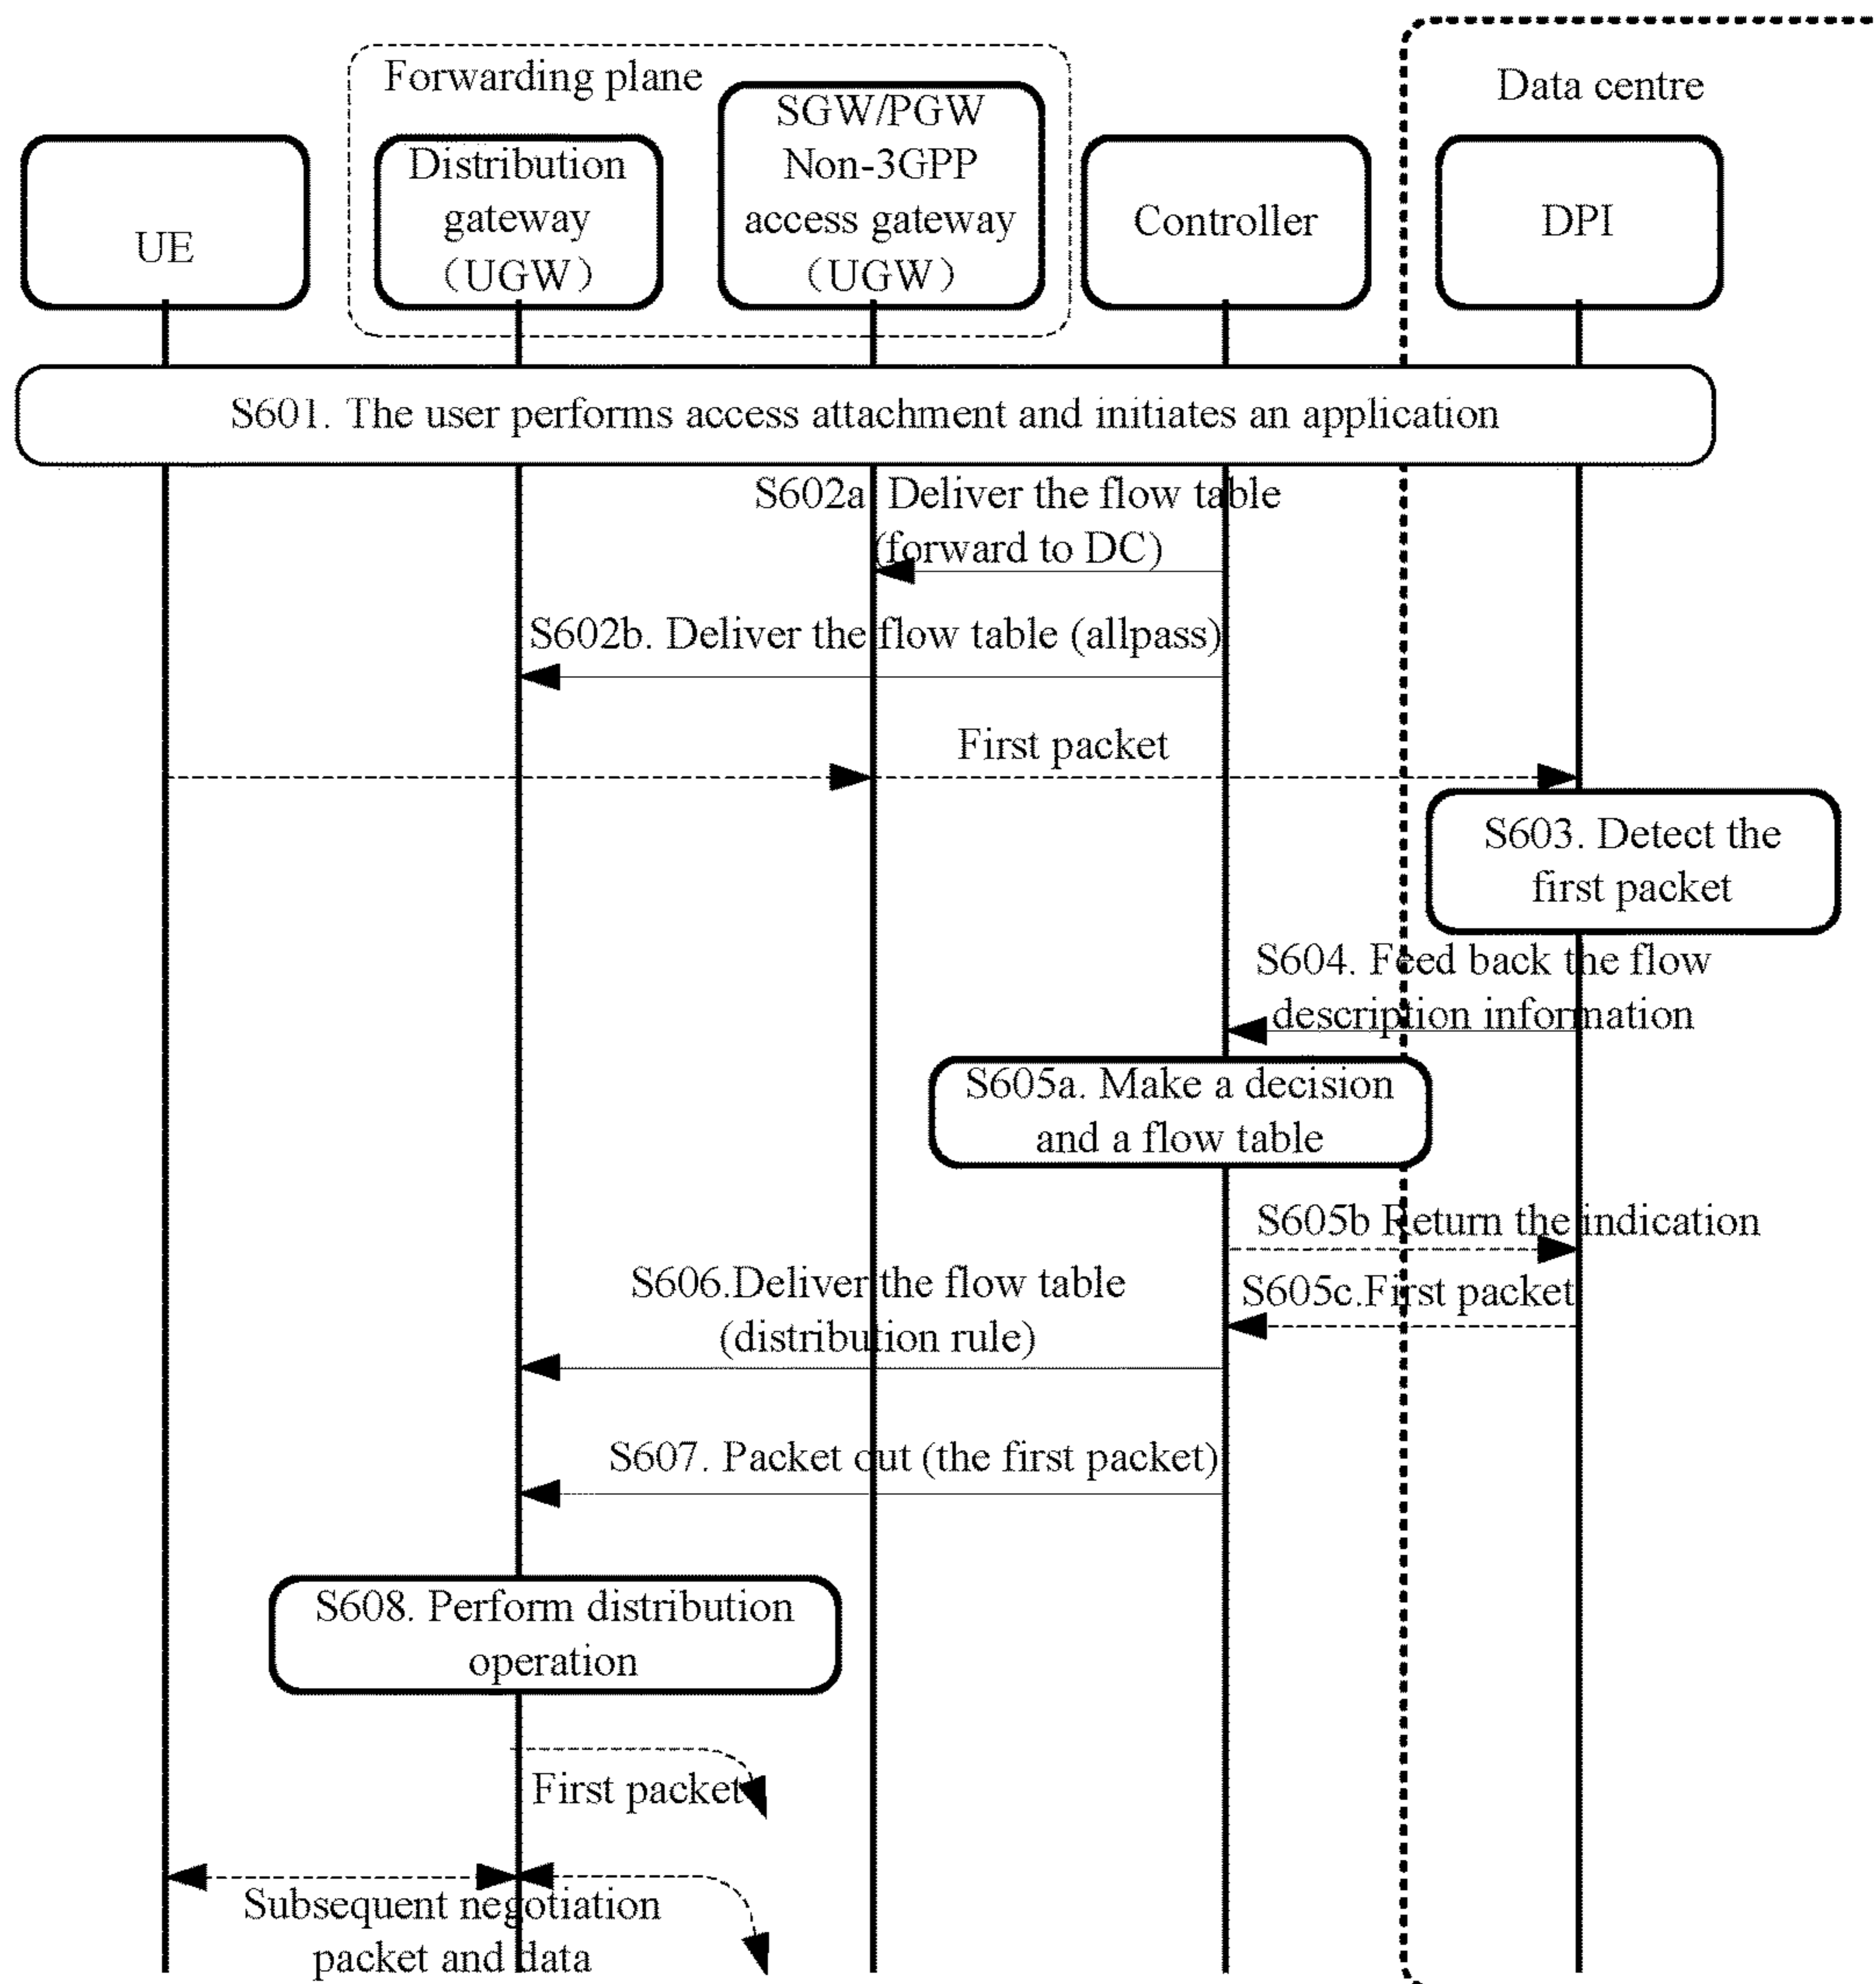 Forwarding plane
Data centre
UE
Distribution
gateway
（UGW）
SGW/PGW
Non-3GPP
access gateway
（UGW）
Controller
DPI
S601. The user performs access attachment and initiates an application
S602a Deliver the flow table
(forward to DC)
S602b. Deliver the flow table (allpass)
First packet
S603. Detect the
first packet
S604. Feed back the flow
description information
S605a. Make a decision
and a flow table
S605b Return the indication
S605c.First packet
S606.Deliver the flow table
(distribution rule)
S607. Packet out (the first packet)
S608. Perform distribution
operation
First packet
Subsequent negotiation
packet and data